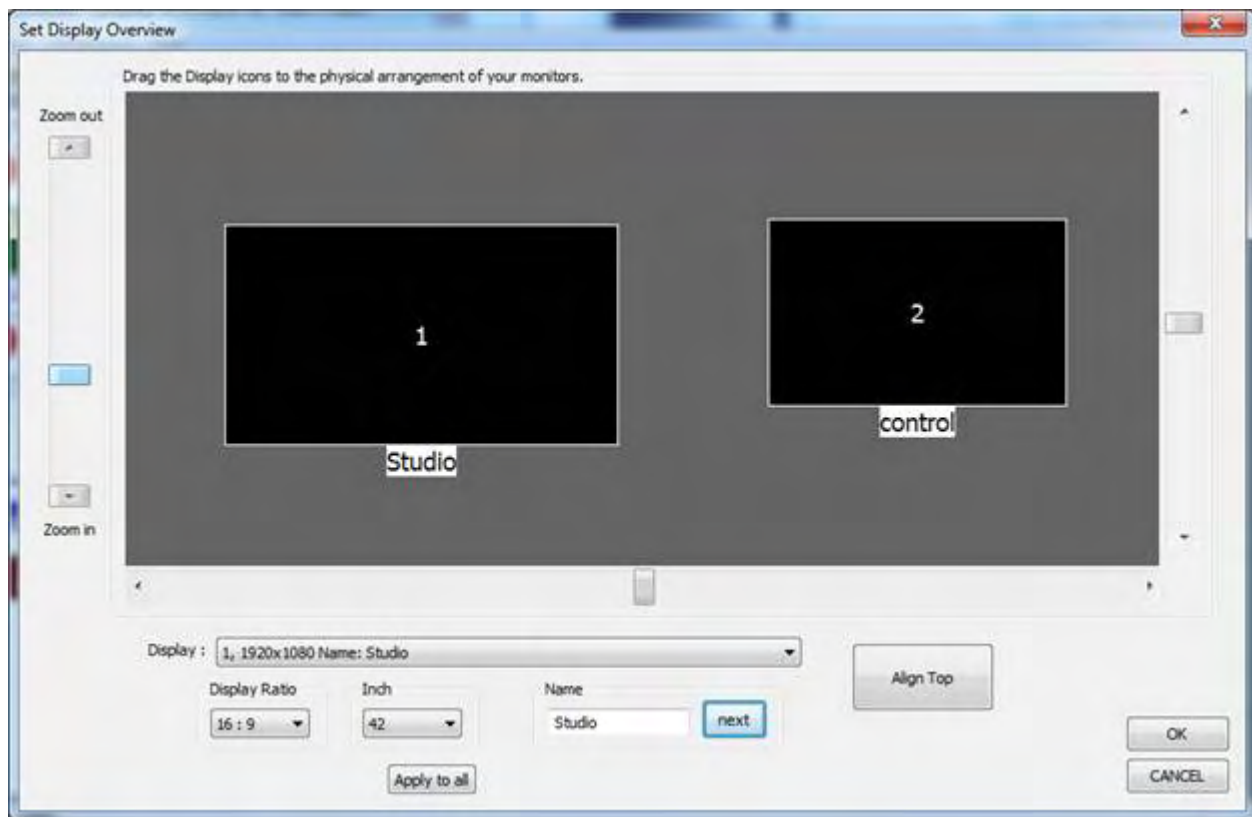 Set Display Overview
Drag the Display icons to the physical arrangement of your monitors.
Zoom out
1
2
control
Studio
Zoom in
Display : 1, 1920x1080 Name: Studio
Display Ratio Inch Name
16 : 9 42 Studio next
Align Top
Apply to all
OK
CANCEL